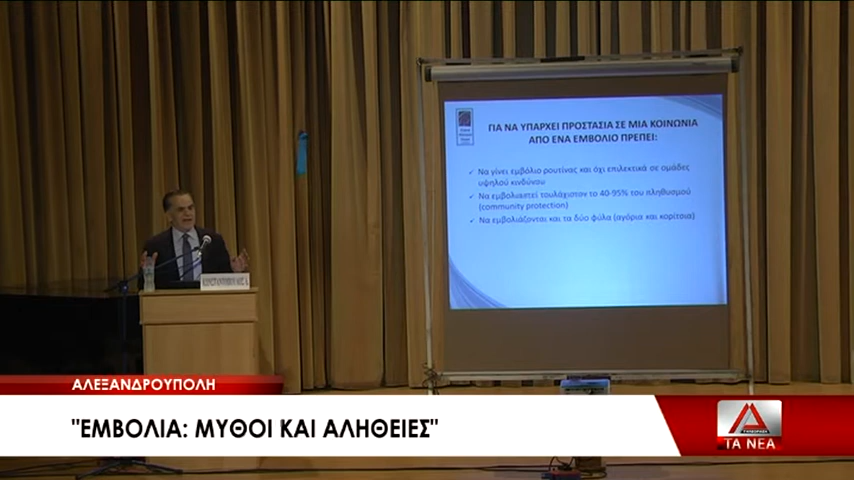 ΓΙΑ ΝΑ ΥΠΑΡΧΕΙ ΠΡΟΣΤΑΣΙΑ ΣΕ ΜΙΑ ΚΟΙΝΩΝΙΑ
ΑΠΟ ΕΝΑ ΕΜΒΟΛΙΟ ΠΡΕΠΕΙ:
✓ Να γίνει εμβόλιο ρουτίνας και όχι επιλεκτικά σε ομάδες
υψηλού κινδύνου
✓ Να εμβολιαστεί τουλάχιστον το 40-95% του πληθυσμού
(community protection)
✓ Να εμβολιάζονται και τα δύο φύλα (αγόρια και κορίτσια)
ΚΩΝΣΤΑΝΤΟΠΟΥΛΟΣ Α.
ΑΛΕΞΑΝΔΡΟΥΠΟΛΗ
"ΕΜΒΟΛΙΑ: ΜΥΘΟΙ ΚΑΙ ΑΛΗΘΕΙΕΣ"
ΤΑ ΝΕΑ